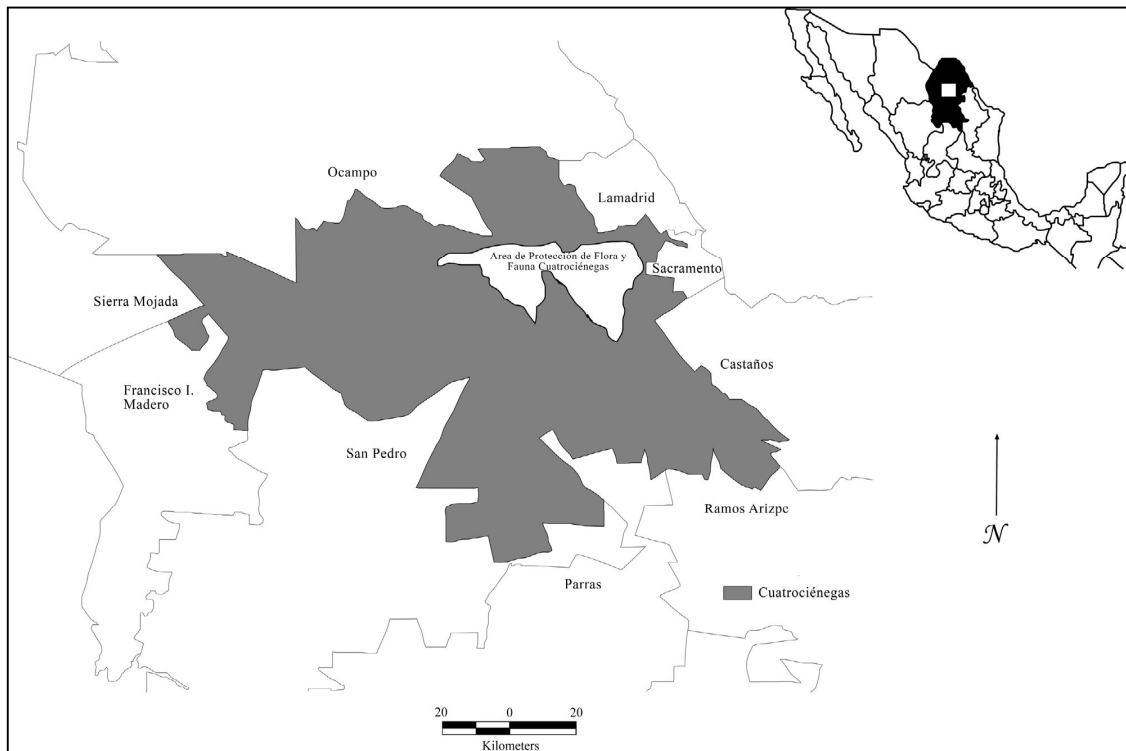 Ocampo
Lamadrid
Area de Protección de Flora y
Fauna Cuatrociénegas
Sacramento
Sierra Mojada
Castaños
Francisco I.
Madero
San Pedro
Ramos Arizpe
N
Parras
Cuatrociénegas
20 0 20
Kilometers